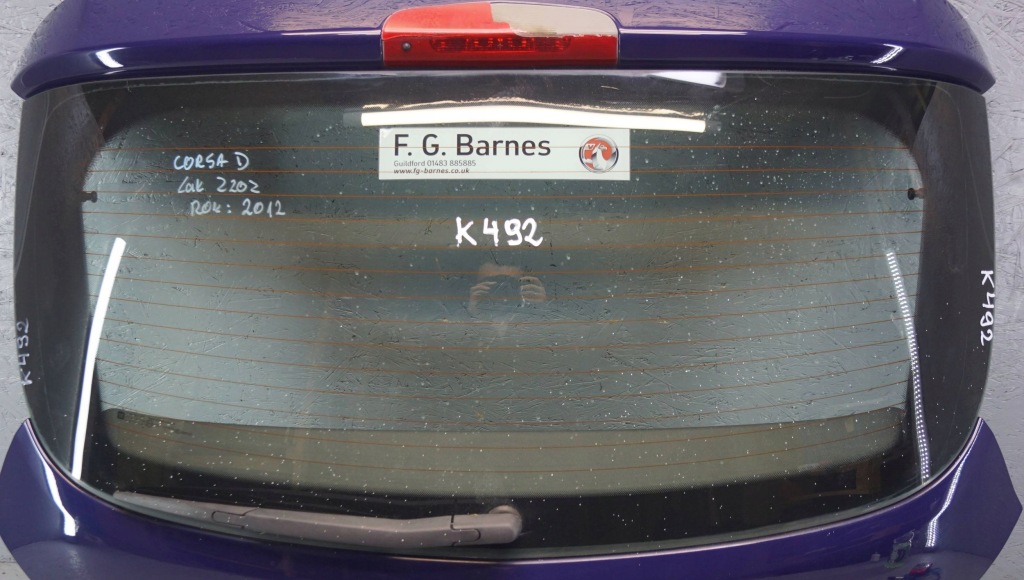 F. G. Barnes
Guildford 01483 885885
www.fg-barnes.co.uk
CORSA D
Lak Z20Z
ROK: 2012
K492
K492
K492